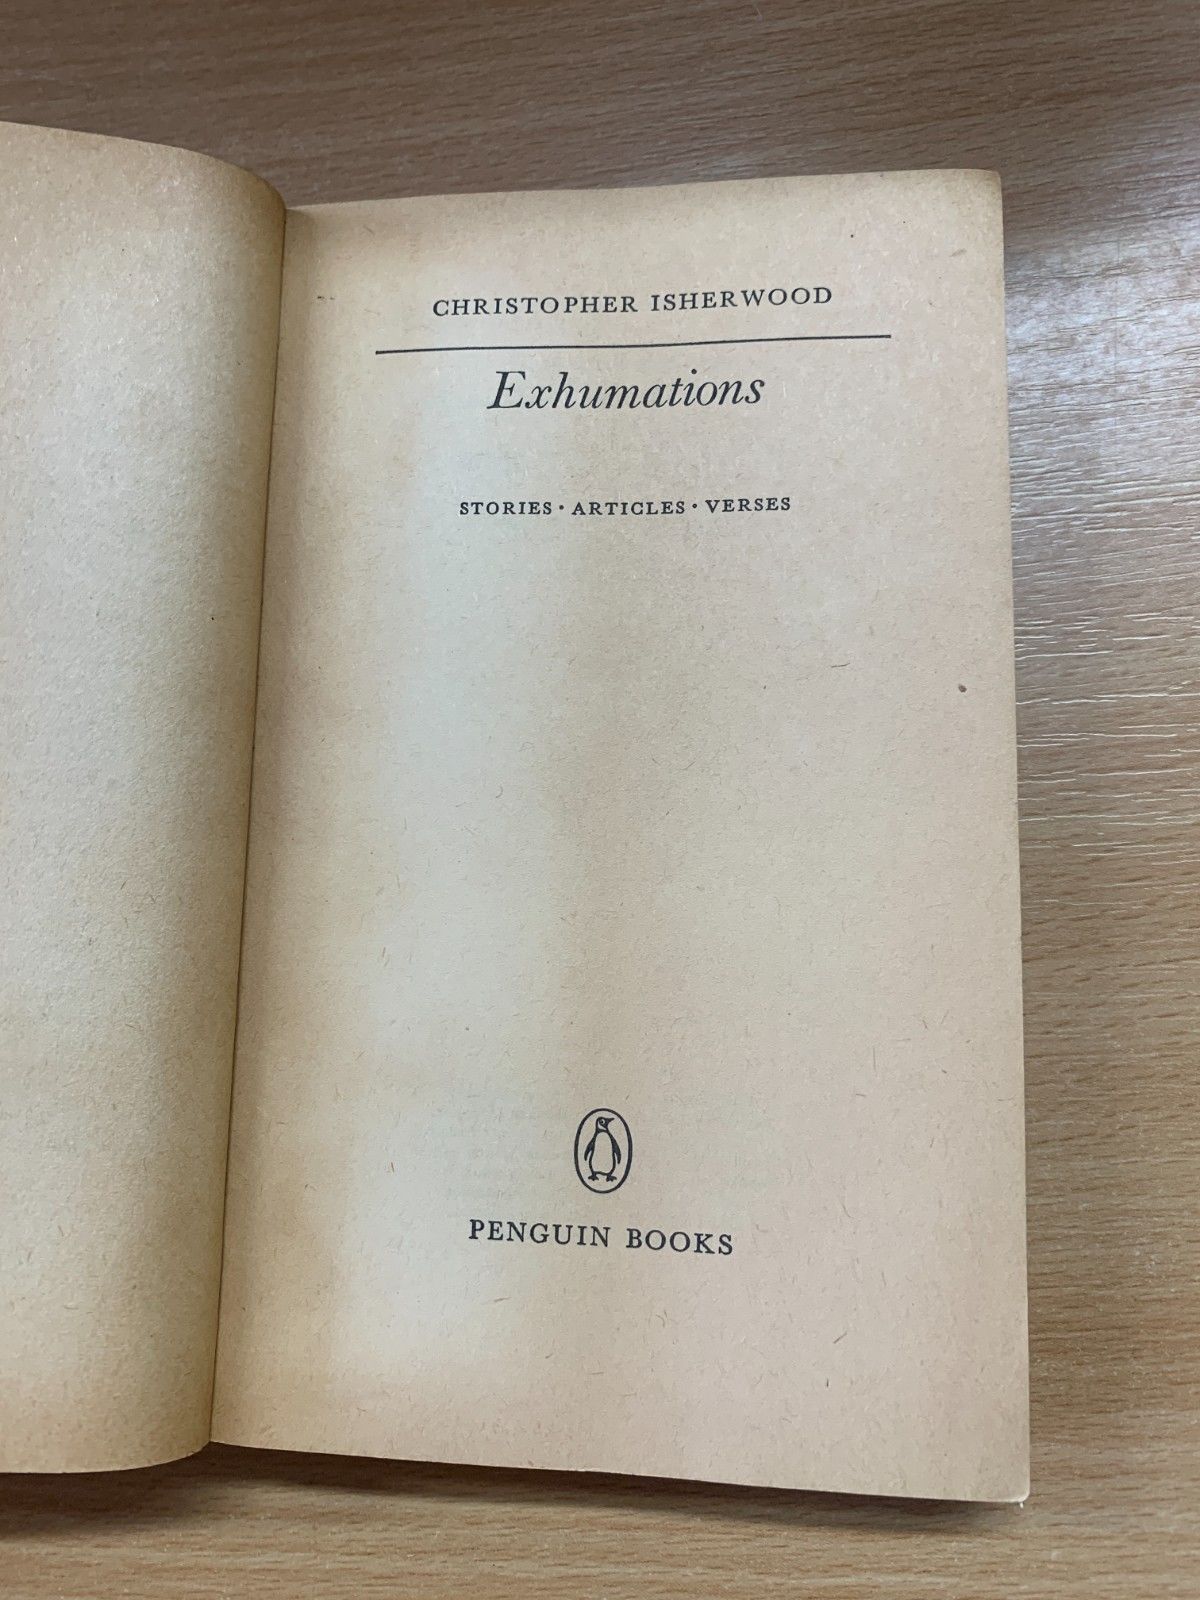 CHRISTOPHER ISHERWOOD
Exhumations
STORIES · ARTICLES · VERSES
PENGUIN BOOKS